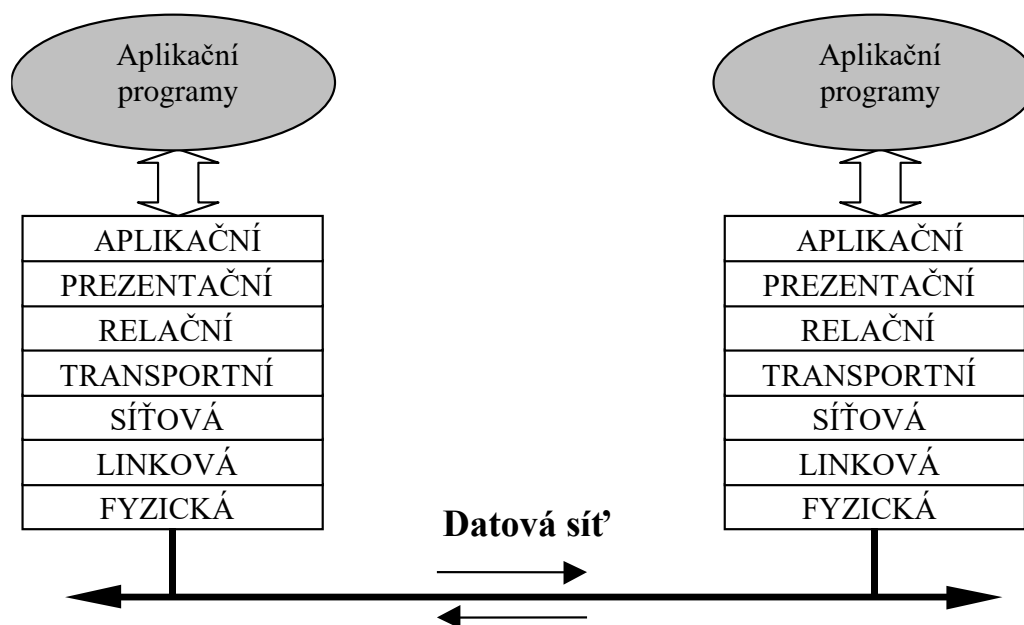 Aplikační
programy
APLIKAČNÍ
PREZENTAČNÍ
RELAČNÍ
TRANSPORTNÍ
SÍŤOVÁ
LINKOVÁ
FYZICKÁ
Aplikační
programy
APLIKAČNÍ
PREZENTAČNÍ
RELAČNÍ
TRANSPORTNÍ
SÍŤOVÁ
LINKOVÁ
FYZICKÁ
Datová síť